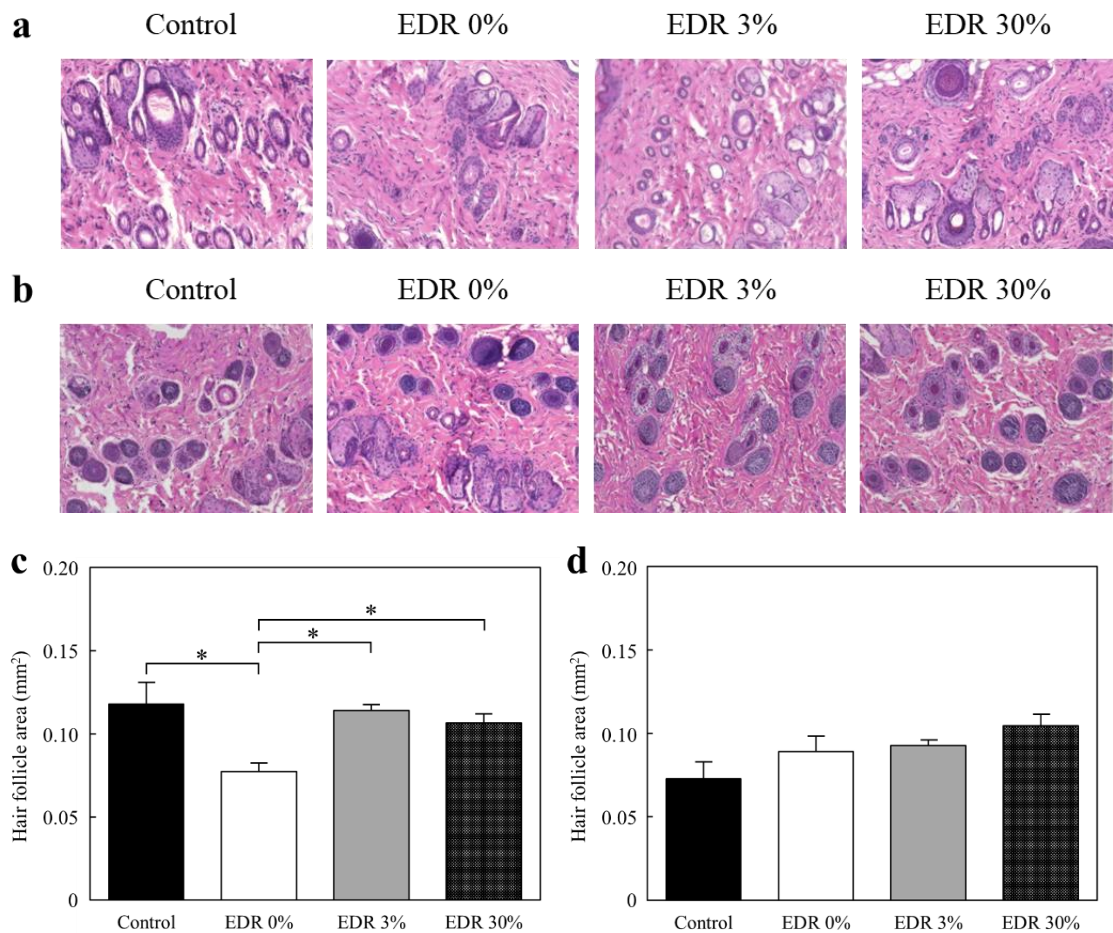 a
Control EDR 0% EDR 3% EDR 30%
b
Control EDR 0% EDR 3% EDR 30%
c
0.20
0.15
0.10
0.05
0
Hair follicle area (mm²)
* * *
Control EDR 0% EDR 3% EDR 30%
d
0.20
0.15
0.10
0.05
0
Hair follicle area (mm²)
Control EDR 0% EDR 3% EDR 30%